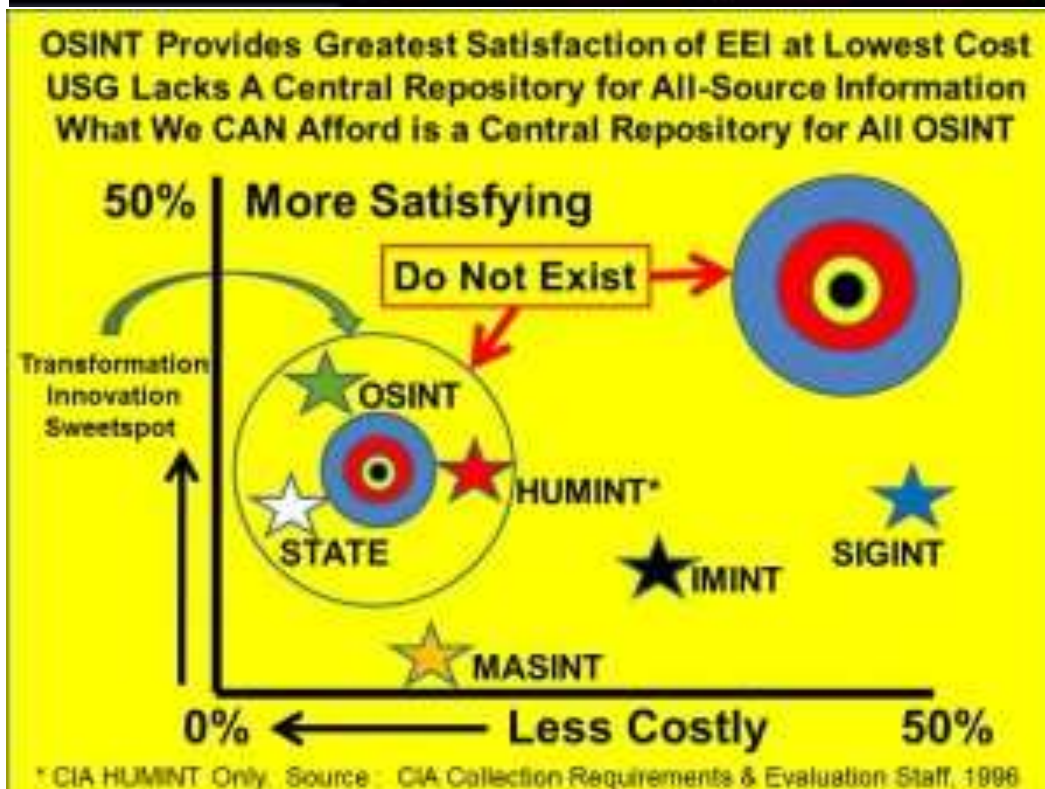 OSINT Provides Greatest Satisfaction of EEI at Lowest Cost
USG Lacks A Central Repository for All-Source Information
What We CAN Afford is a Central Repository for All OSINT
50%
More Satisfying
Do Not Exist
Transformation
Innovation
Sweetspot
OSINT
HUMINT*
STATE
SIGINT
IMINT
MASINT
0%
Less Costly
50%
* CIA HUMINT Only. Source : CIA Collection Requirements & Evaluation Staff, 1996